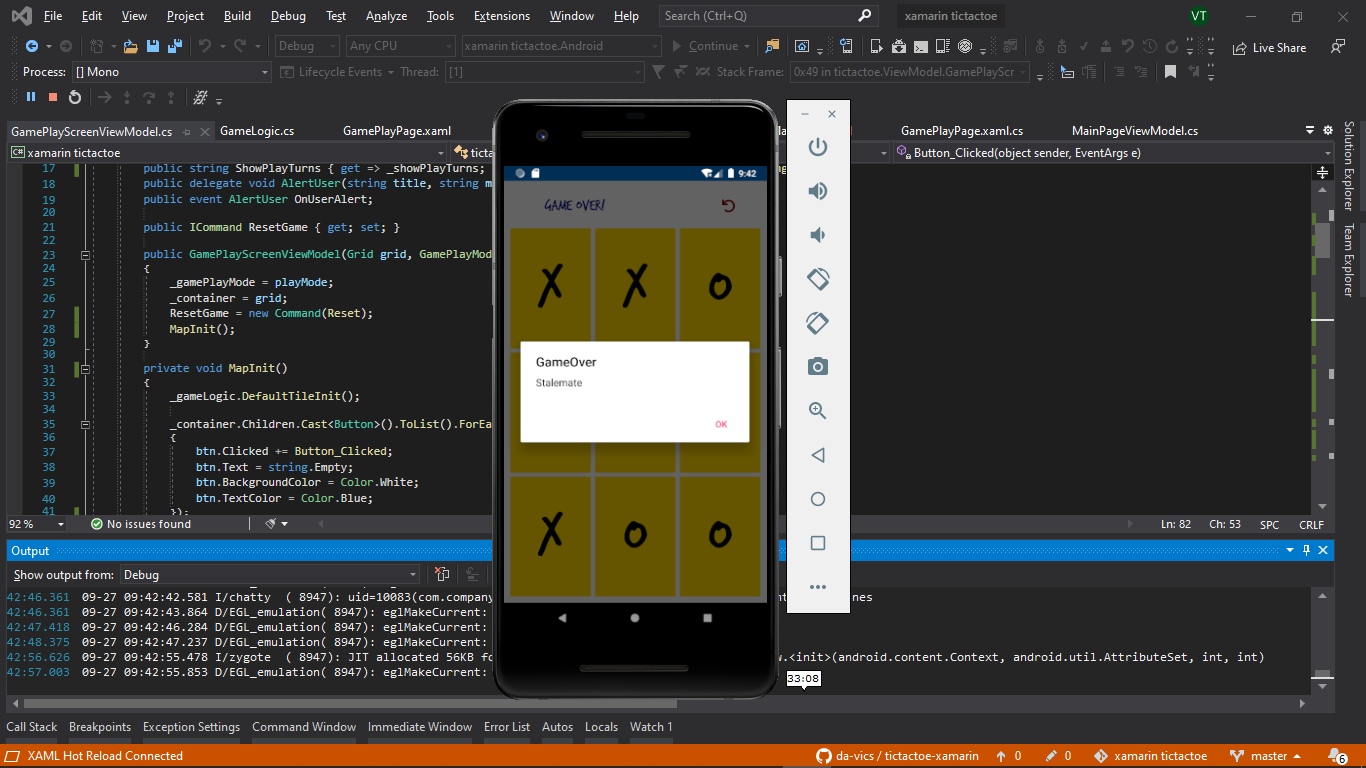 File Edit View Project Build Debug Test Analyze Tools Extensions Window Help Search (Ctrl+Q) xamarin tictactoe VT
Debug Any CPU xamarin tictactoe.Android Continue Live Share
Process: [] Mono Lifecycle Events Thread: [1] Stack Frame: 0x49 in tictactoe.ViewModel.GamePlayScr
GamePlayScreenViewModel.cs GameLogic.cs GamePlayPage.xaml GamePlayPage.xaml.cs MainPageViewModel.cs
xamarin tictactoe ticta Button_Clicked(object sender, EventArgs e)
17 public string ShowPlayTurns { get => _showPlayTurns;
18 public delegate void AlertUser(string title, string m
19 public event AlertUser OnUserAlert;
20
21 public ICommand ResetGame { get; set; }
22
23 public GamePlayScreenViewModel(Grid grid, GamePlayMod
24 {
25 _gamePlayMode = playMode;
26 _container = grid;
27 ResetGame = new Command(Reset);
28 MapInit();
29 }
30
31 private void MapInit()
32 {
33 _gameLogic.DefaultTileInit();
34
35 _container.Children.Cast<Button>().ToList().ForEa
36 {
37 btn.Clicked += Button_Clicked;
38 btn.Text = string.Empty;
39 btn.BackgroundColor = Color.White;
40 btn.TextColor = Color.Blue;
41 });
9:42
GAME OVER!
X X O
GameOver
Stalemate
OK
X O O
Solution Explorer
Team Explorer
92 % No issues found Ln: 82 Ch: 53 SPC CRLF
Output
Show output from: Debug
42:46.361 09-27 09:42:42.581 I/chatty ( 8947): uid=10083(com.company nes
42:46.361 09-27 09:42:43.864 D/EGL_emulation( 8947): eglMakeCurrent:
42:47.418 09-27 09:42:46.284 D/EGL_emulation( 8947): eglMakeCurrent:
42:48.375 09-27 09:42:47.237 D/EGL_emulation( 8947): eglMakeCurrent:
42:56.626 09-27 09:42:55.478 I/zygote ( 8947): JIT allocated 56KB fo .<init>(android.content.Context, android.util.AttributeSet, int, int)
42:57.003 09-27 09:42:55.853 D/EGL_emulation( 8947): eglMakeCurrent:
33:08
Call Stack Breakpoints Exception Settings Command Window Immediate Window Error List Autos Locals Watch 1
XAML Hot Reload Connected da-vics / tictactoe-xamarin 0 0 xamarin tictactoe master 6